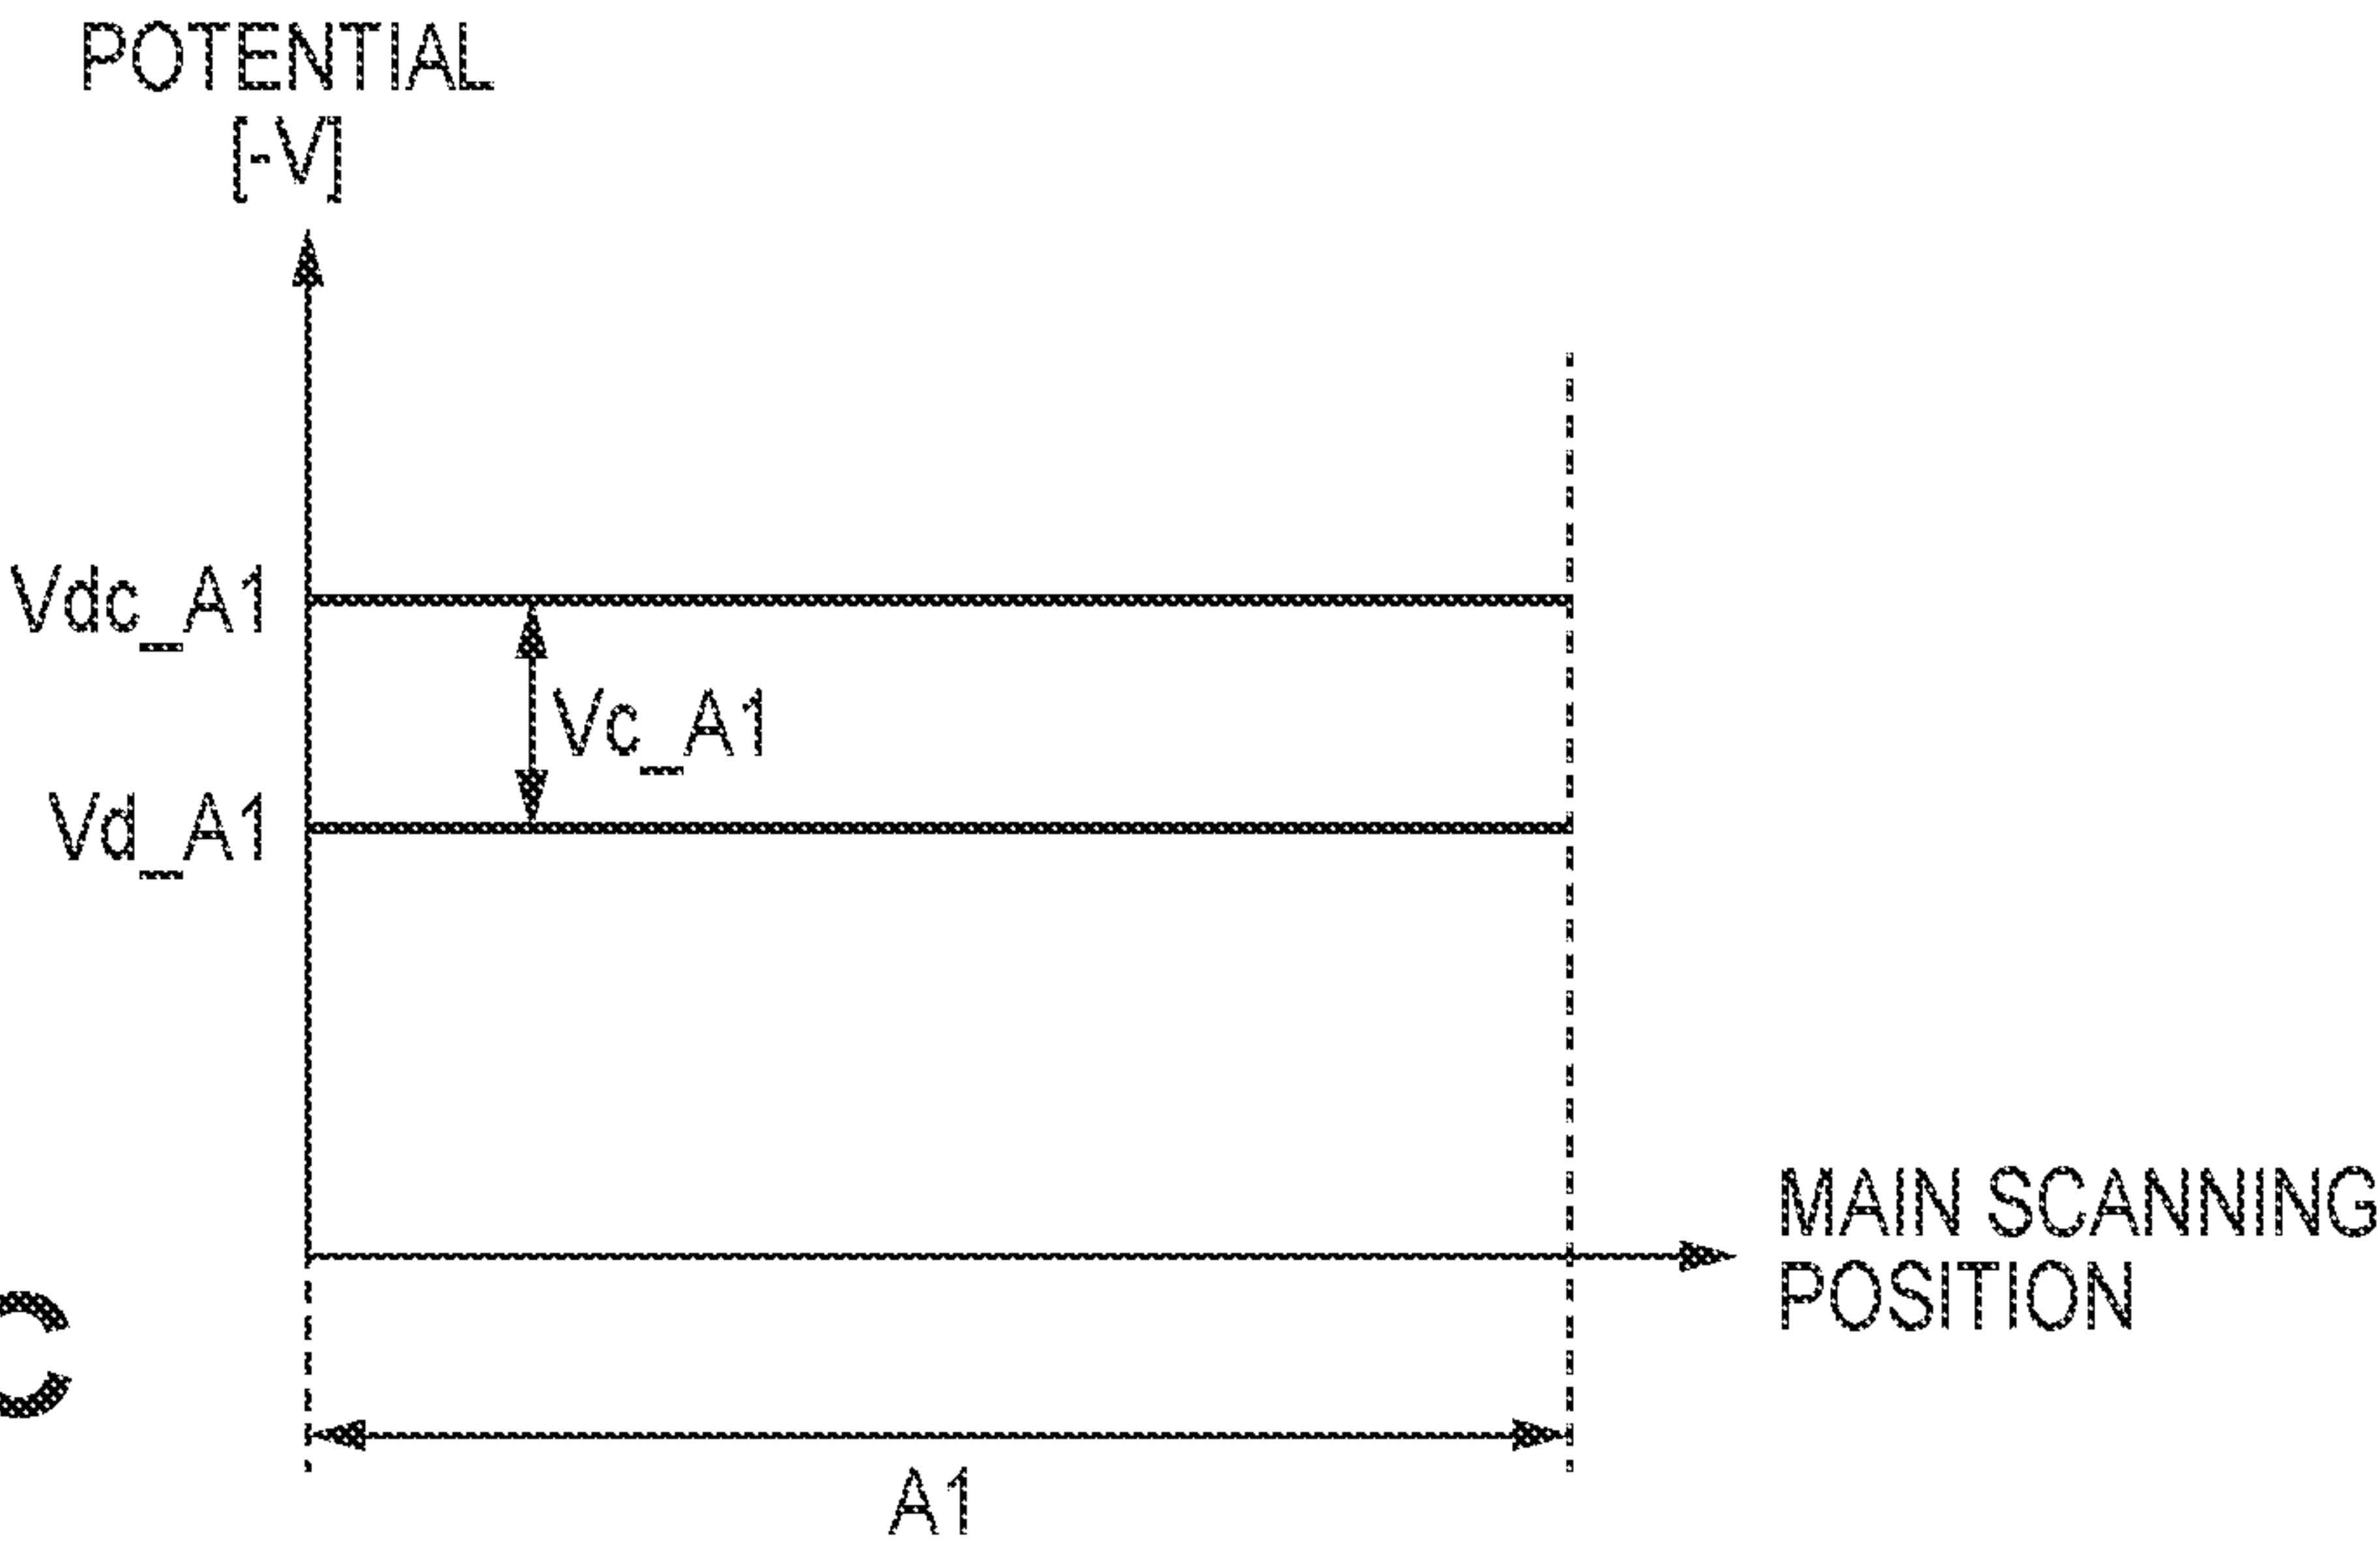 POTENTIAL
[-V]
Vdc_A1
Vc_A1
Vd_A1
MAIN SCANNING
POSITION
C
A1